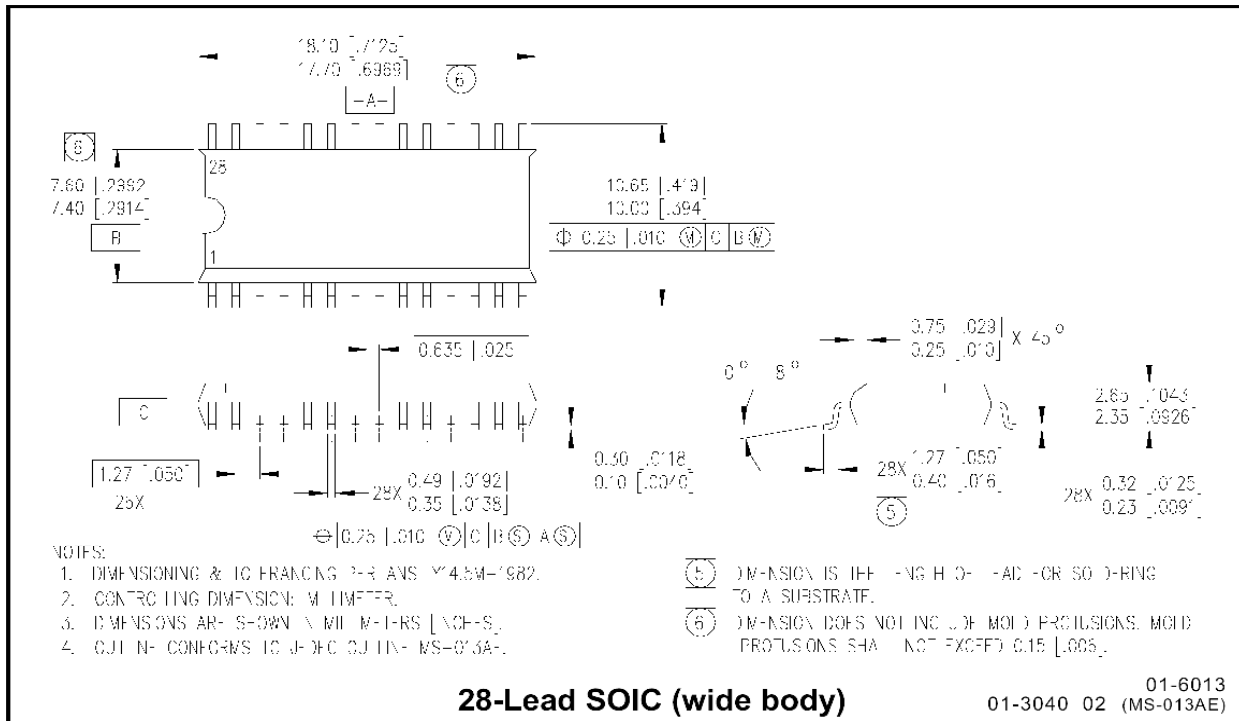 18.10 [.7125]
17.70 [.6969]
-A-
6
6
28
7.60 [.2992]
7.40 [.2914]
B
1
10.65 [.419]
10.00 [.394]
0.25 [.010] M C B M
0.635 [.025]
0.75 [.029]
0.25 [.010] X 45°
0° 8°
C
2.65 [.1043]
2.35 [.0926]
1.27 [.050]
28X 0.49 [.0192]
0.35 [.0138]
0.30 [.0118]
0.10 [.0040]
28X 1.27 [.050]
0.40 [.016]
5
28X 0.32 [.0125]
0.23 [.0091]
0.25 [.010] C B S A S
NOTES:
1. DIMENSIONING & TOLERANCING PER ANSI Y14.5M-1982.
2. CONTROLLING DIMENSION: MILLIMETER.
3. DIMENSIONS ARE SHOWN IN MILLIMETERS [INCHES].
4. OUTLINE CONFORMS TO JEDEC OUTLINE MS-013AE.
5 DIMENSION IS THE LENGTH OF LEAD FOR SOLDERING
TO A SUBSTRATE.
6 DIMENSION DOES NOT INCLUDE MOLD PROTUSIONS. MOLD
PROTUSIONS SHALL NOT EXCEED 0.15 [.006].
28-Lead SOIC (wide body)
01-6013
01-3040 02 (MS-013AE)